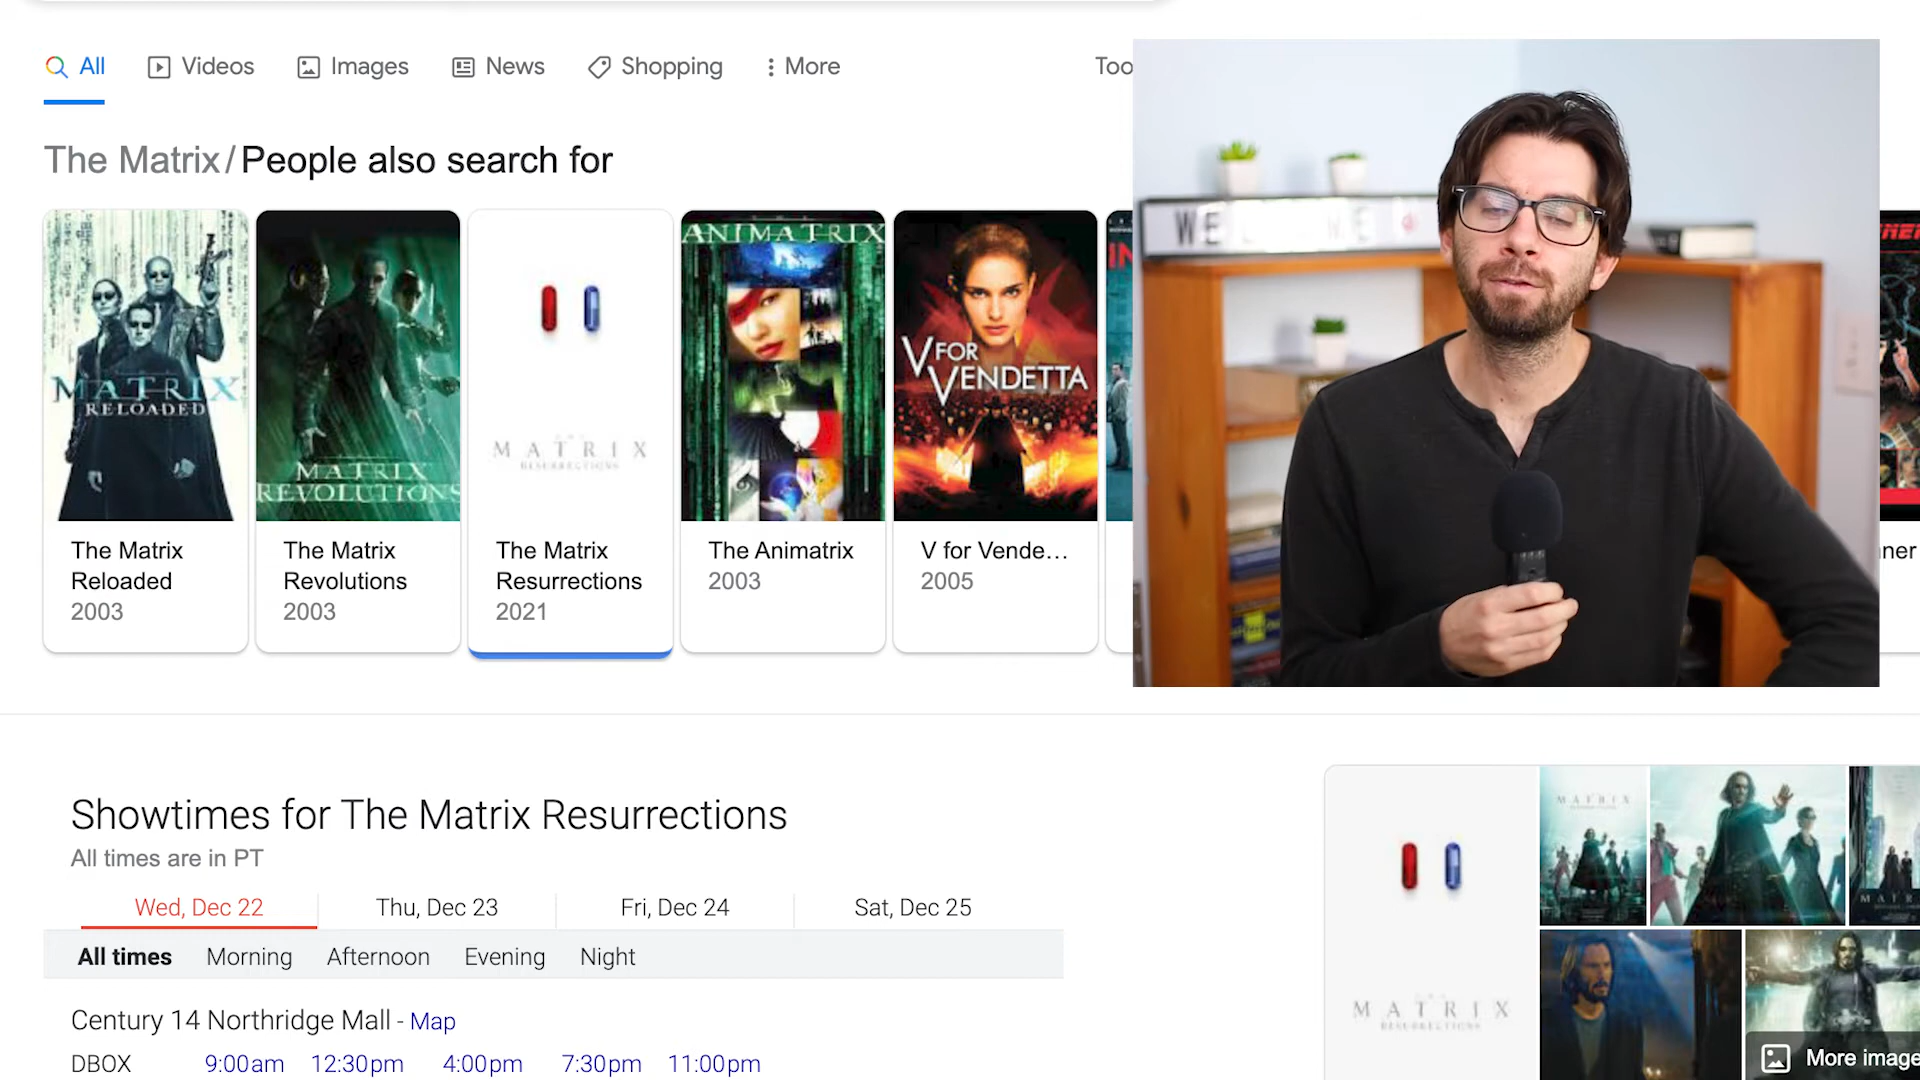 All
Videos
Images
News
Shopping
More
Too
The Matrix/People also search for
MATRIX
RELOADED
MATRIX
REVOLUTIONS
MATRIX
RESURRECTIONS
ANIMATRIX
V FOR
VENDETTA
The Matrix
Reloaded
2003
The Matrix
Revolutions
2003
The Matrix
Resurrections
2021
The Animatrix
2003
V for Vende…
2005
ner
Showtimes for The Matrix Resurrections
All times are in PT
Wed, Dec 22
Thu, Dec 23
Fri, Dec 24
Sat, Dec 25
All times
Morning
Afternoon
Evening
Night
Century 14 Northridge Mall - Map
DBOX 9:00am 12:30pm 4:00pm 7:30pm 11:00pm
MATRIX
RESURRECTIONS
MATRIX
More image